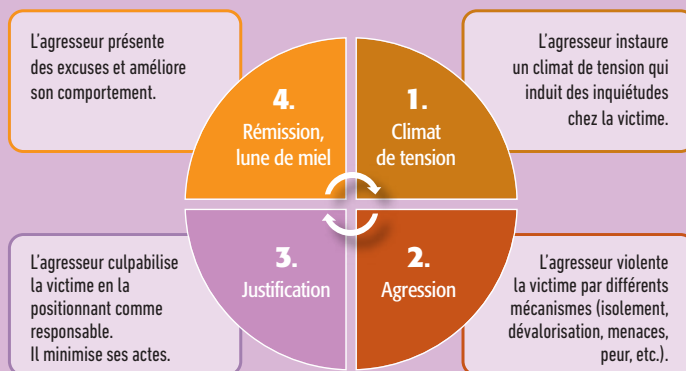 L'agresseur présente
des excuses et améliore
son comportement.
4.
Rémission,
lune de miel
1.
Climat
de tension
L'agresseur instaure
un climat de tension qui
induit des inquiétudes
chez la victime.
L'agresseur culpabilise
la victime en la
positionnant comme
responsable.
Il minimise ses actes.
3.
Justification
2.
Agression
L'agresseur violente
la victime par différents
mécanismes (isolement,
dévalorisation, menaces,
peur, etc.).